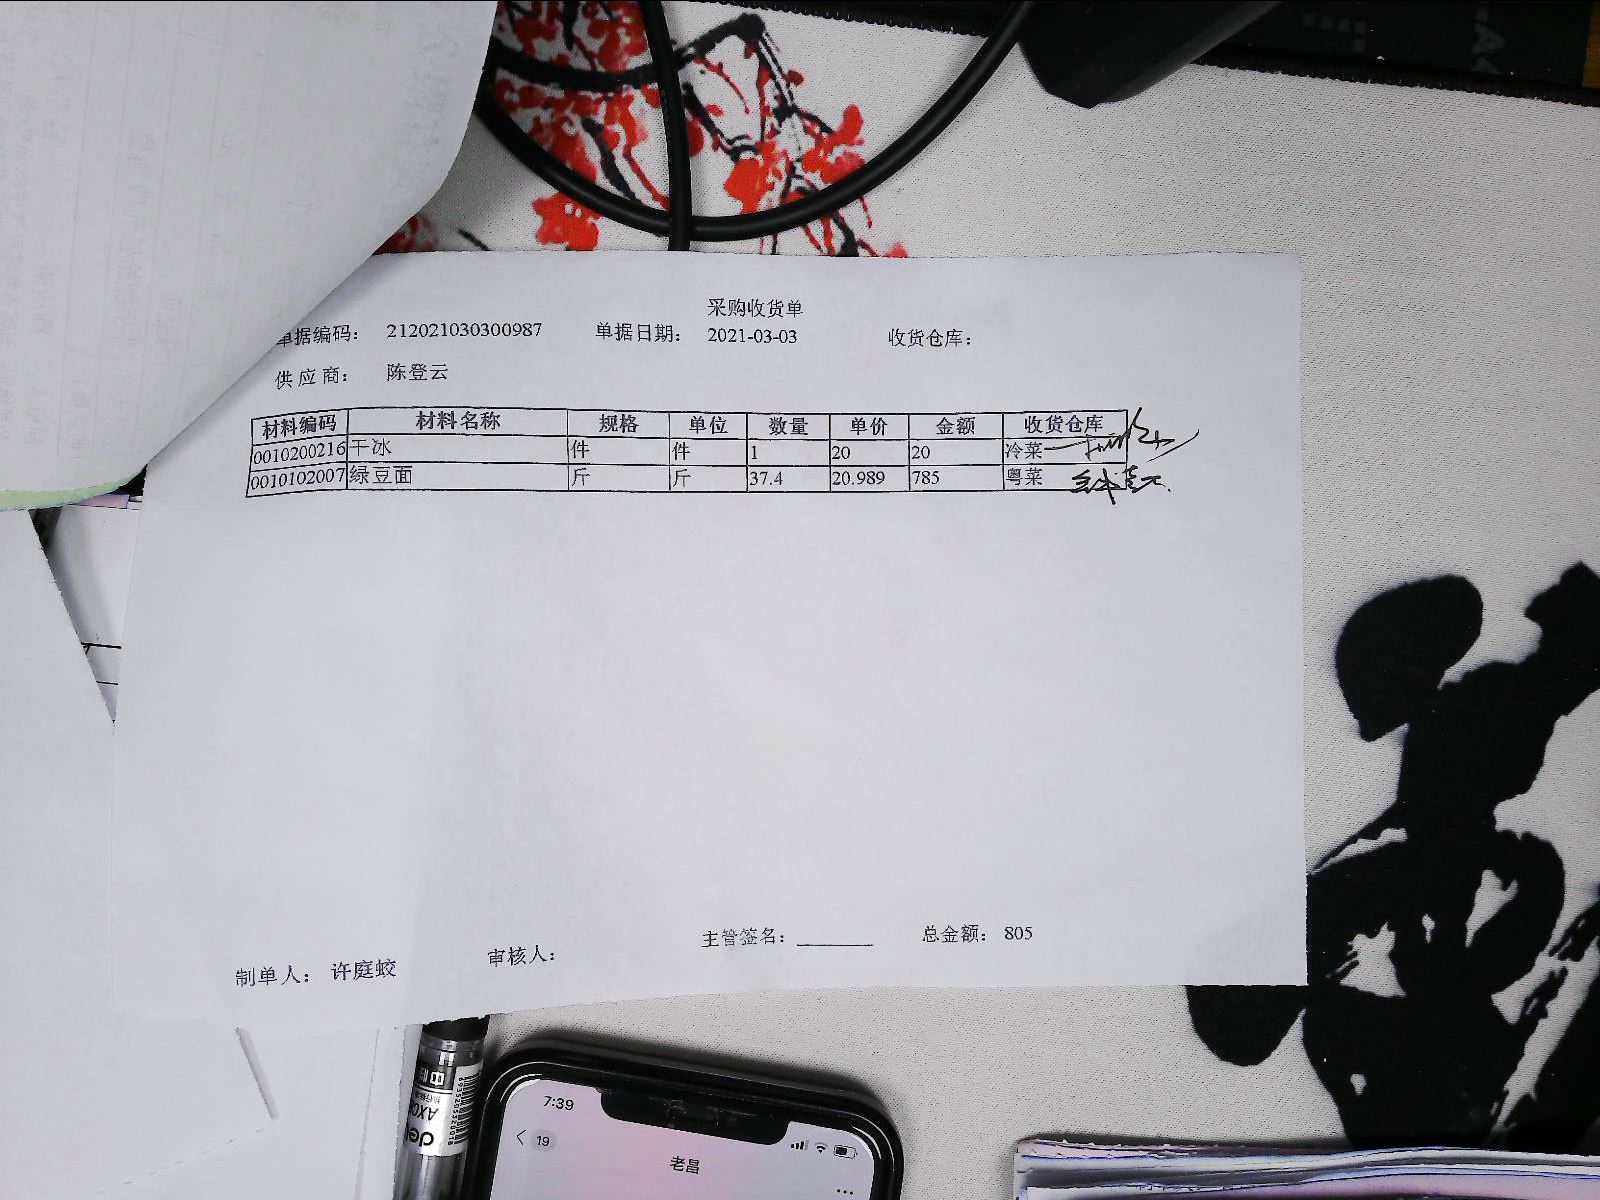 采购收货单
单据编码： 212021030300987 单据日期： 2021-03-03 收货仓库：
供应商： 陈登云
材料编码 材料名称 规格 单位 数量 单价 金额 收货仓库
0010200216 干冰 件 件 1 20 20 冷菜
0010102007 绿豆面 斤 斤 37.4 20.989 785 粤菜
主管签名： 总金额： 805
制单人： 许庭蛟 审核人：
7:39
19
老昌